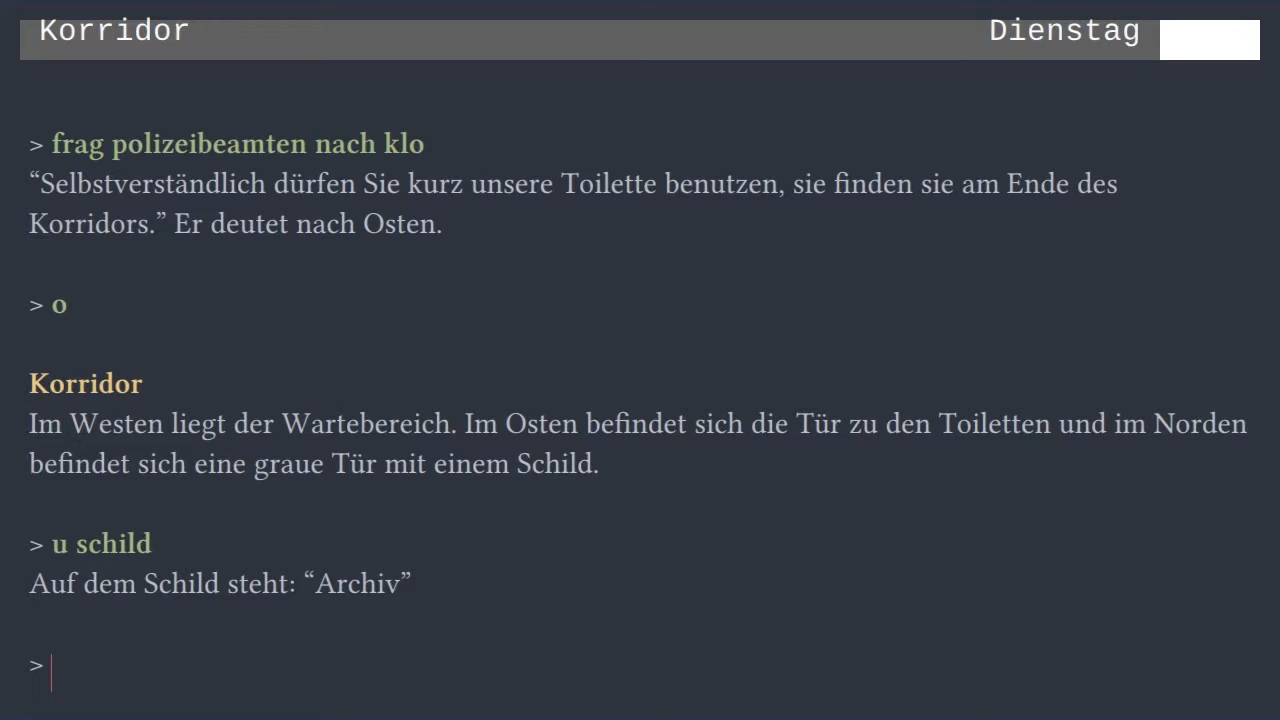 Korridor Dienstag
> frag polizeibeamten nach klo
“Selbstverständlich dürfen Sie kurz unsere Toilette benutzen, sie finden sie am Ende des
Korridors.” Er deutet nach Osten.
> o
Korridor
Im Westen liegt der Wartebereich. Im Osten befindet sich die Tür zu den Toiletten und im Norden
befindet sich eine graue Tür mit einem Schild.
> u schild
Auf dem Schild steht: “Archiv”
>